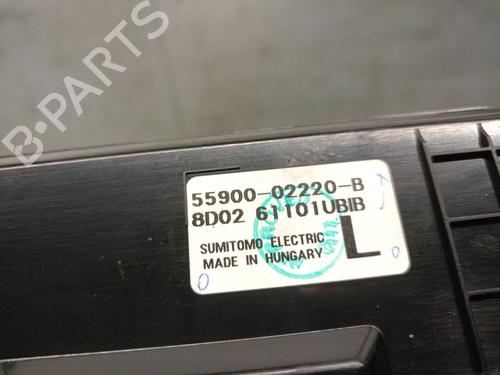 B-PARTS
55900-02220-B
8D02 61101UBIB
SUMITOMO ELECTRIC
MADE IN HUNGARY
L